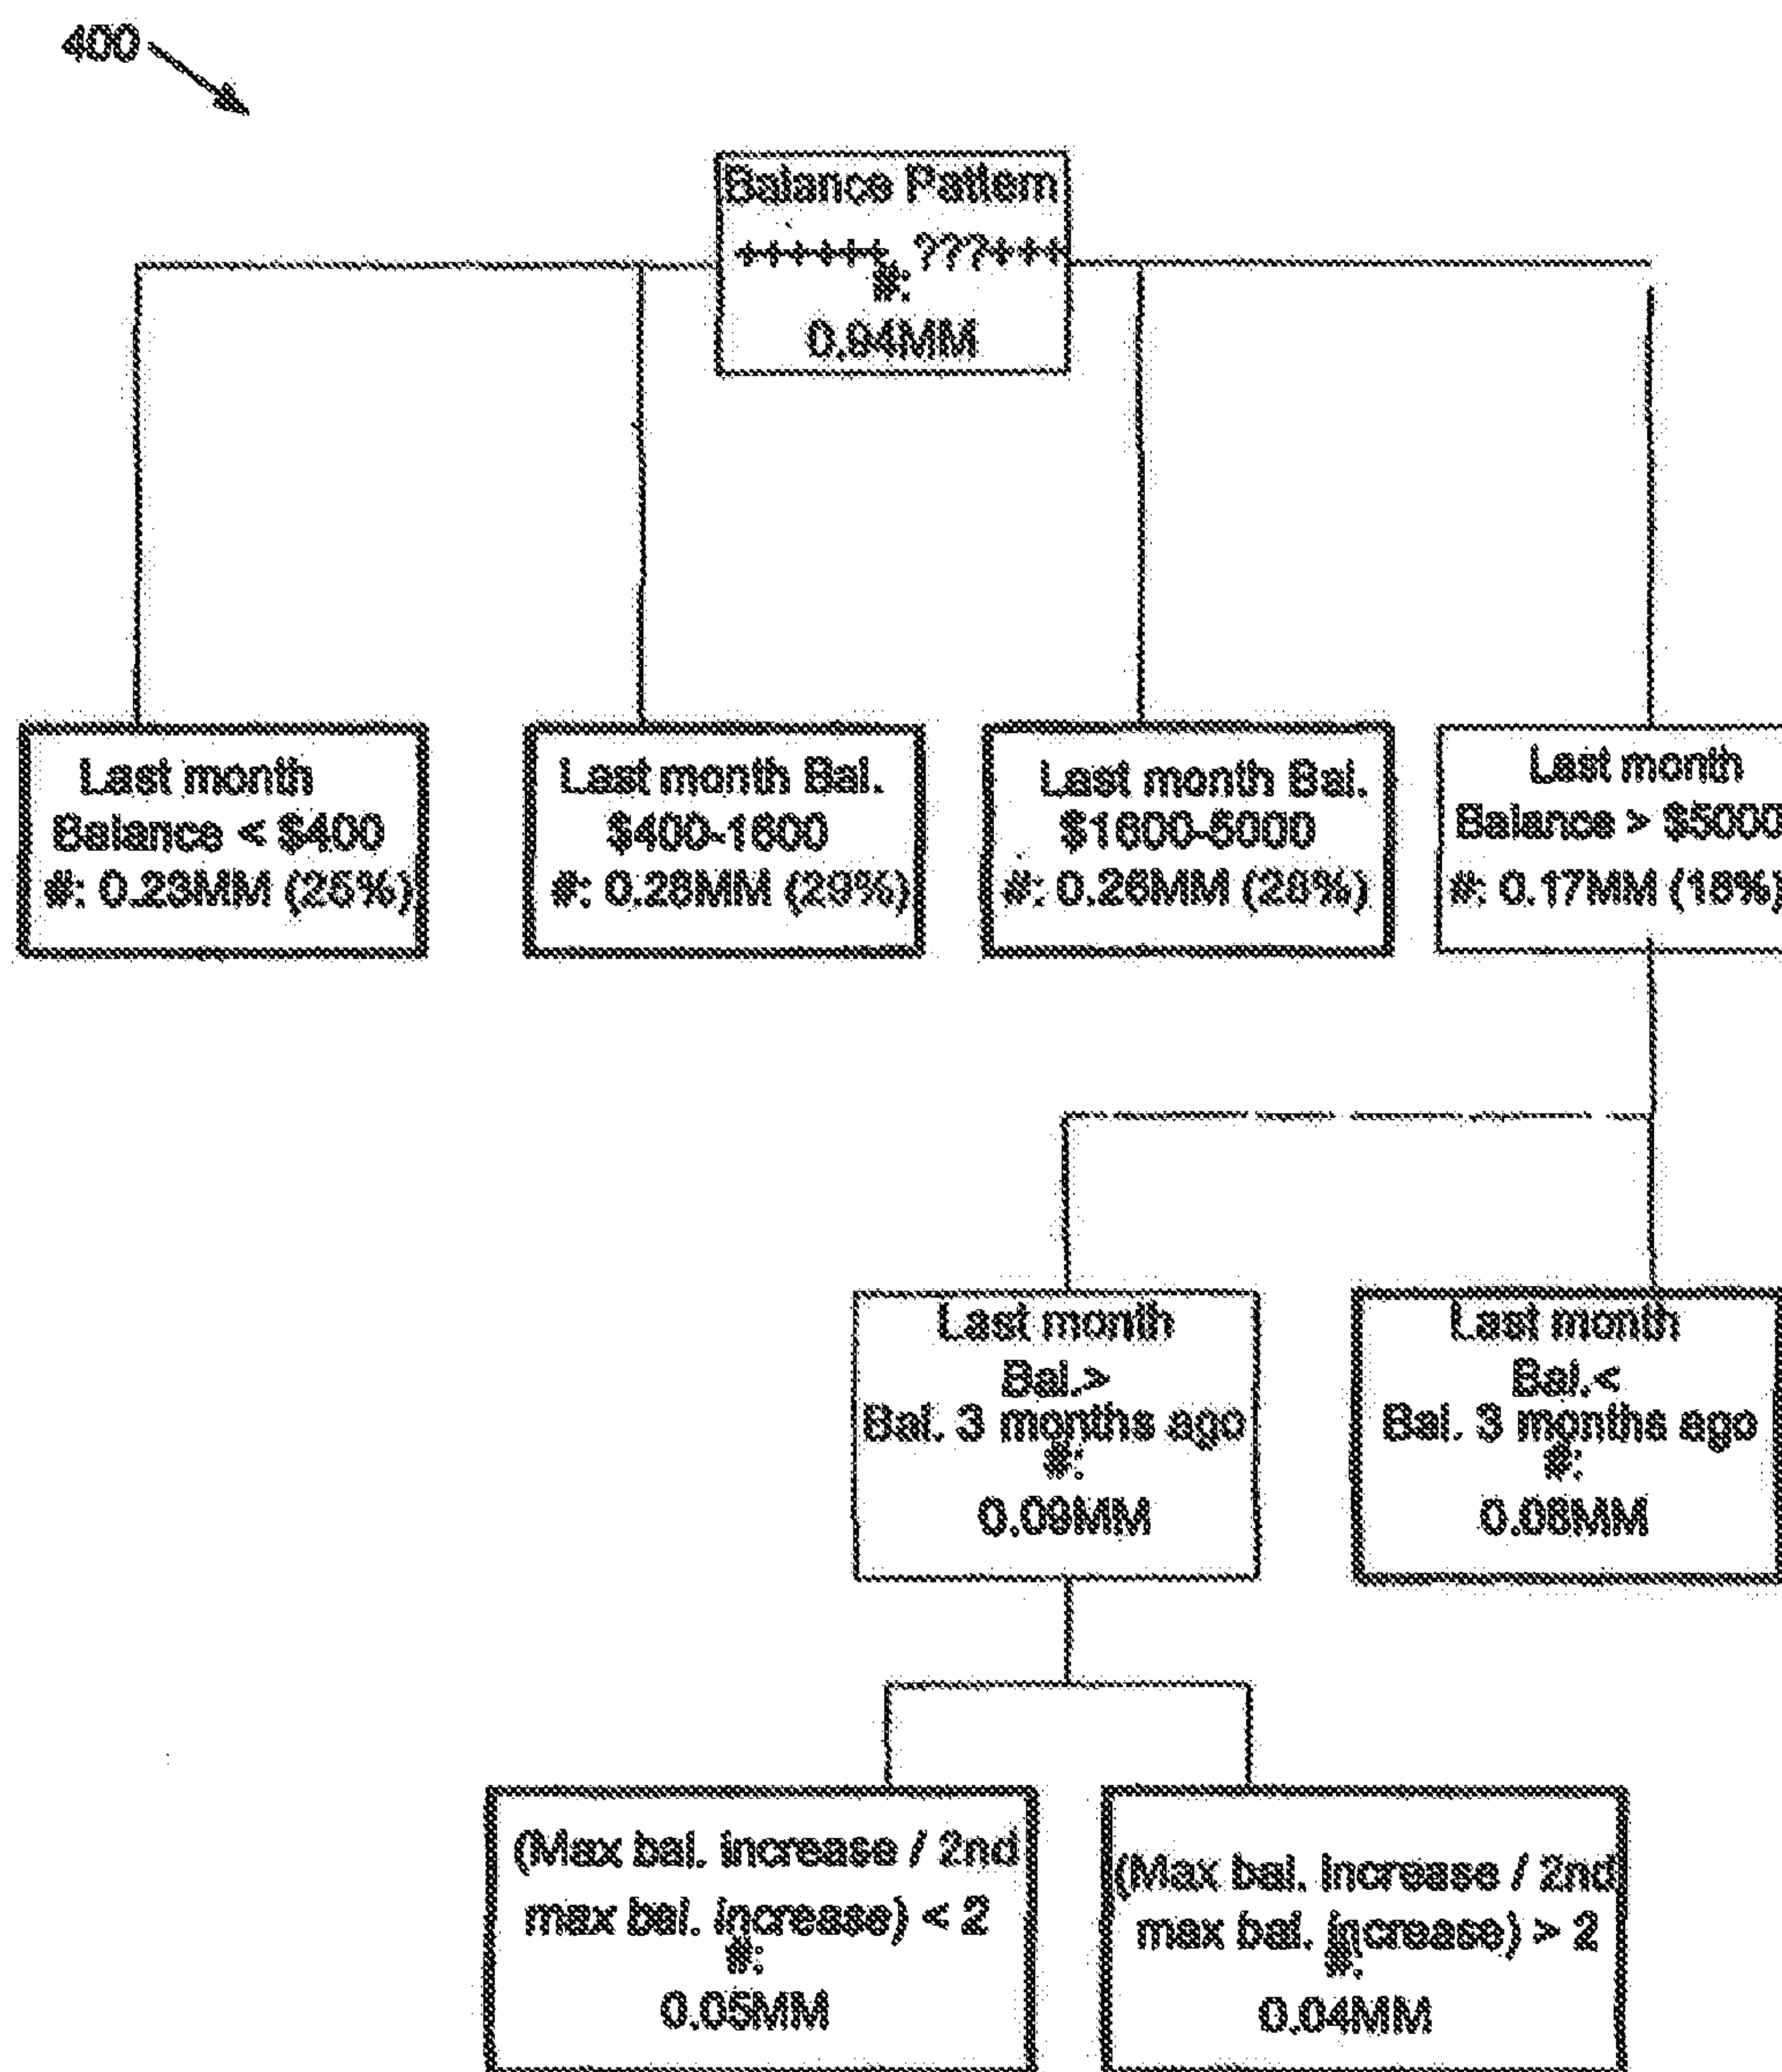 400
Balance Pattern
++++++, ???+++
#:
0.94MM
Last month
Balance < $400
#: 0.23MM (25%)
Last month Bal.
$400-1600
#: 0.28MM (29%)
Last month Bal.
$1600-5000
#: 0.26MM (28%)
Last month
Balance > $5000
#: 0.17MM (18%)
Last month
Bal.>
Bal. 3 months ago
#:
0.09MM
Last month
Bal.<
Bal. 3 months ago
#:
0.08MM
(Max bal. increase / 2nd
max bal. increase) < 2
#:
0.05MM
(Max bal. increase / 2nd
max bal. increase) > 2
#:
0.04MM